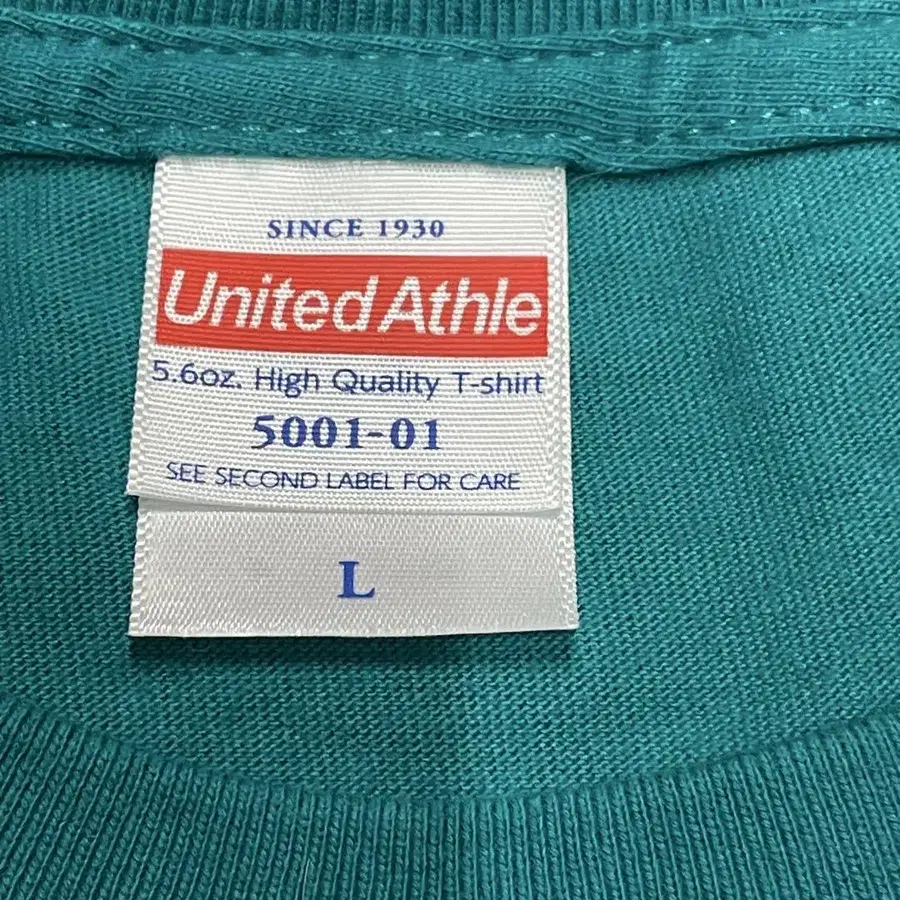 SINCE 1930
United Athle
5.6oz. High Quality T-shirt
5001-01
SEE SECOND LABEL FOR CARE
L